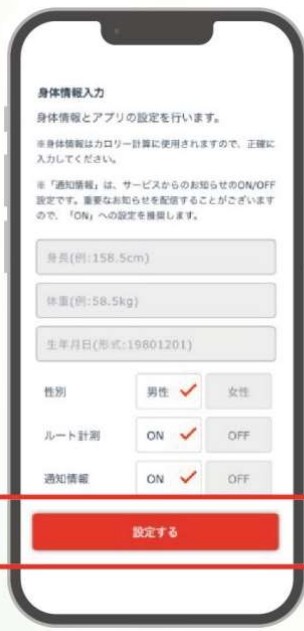 身体情報入力
身体情報とアプリの設定を行います。
※身体情報はカロリー計算に使用されますので、正確に
入力してください。
※「通知情報」は、サービスからのお知らせのON/OFF
設定です。重要なお知らせを配信することがございます
ので、「ON」への設定を推奨します。
身長(例:158.5cm)
体重(例:58.5kg)
生年月日(形式:19801201)
性別 男性 女性
ルート計測 ON OFF
通知情報 ON OFF
設定する